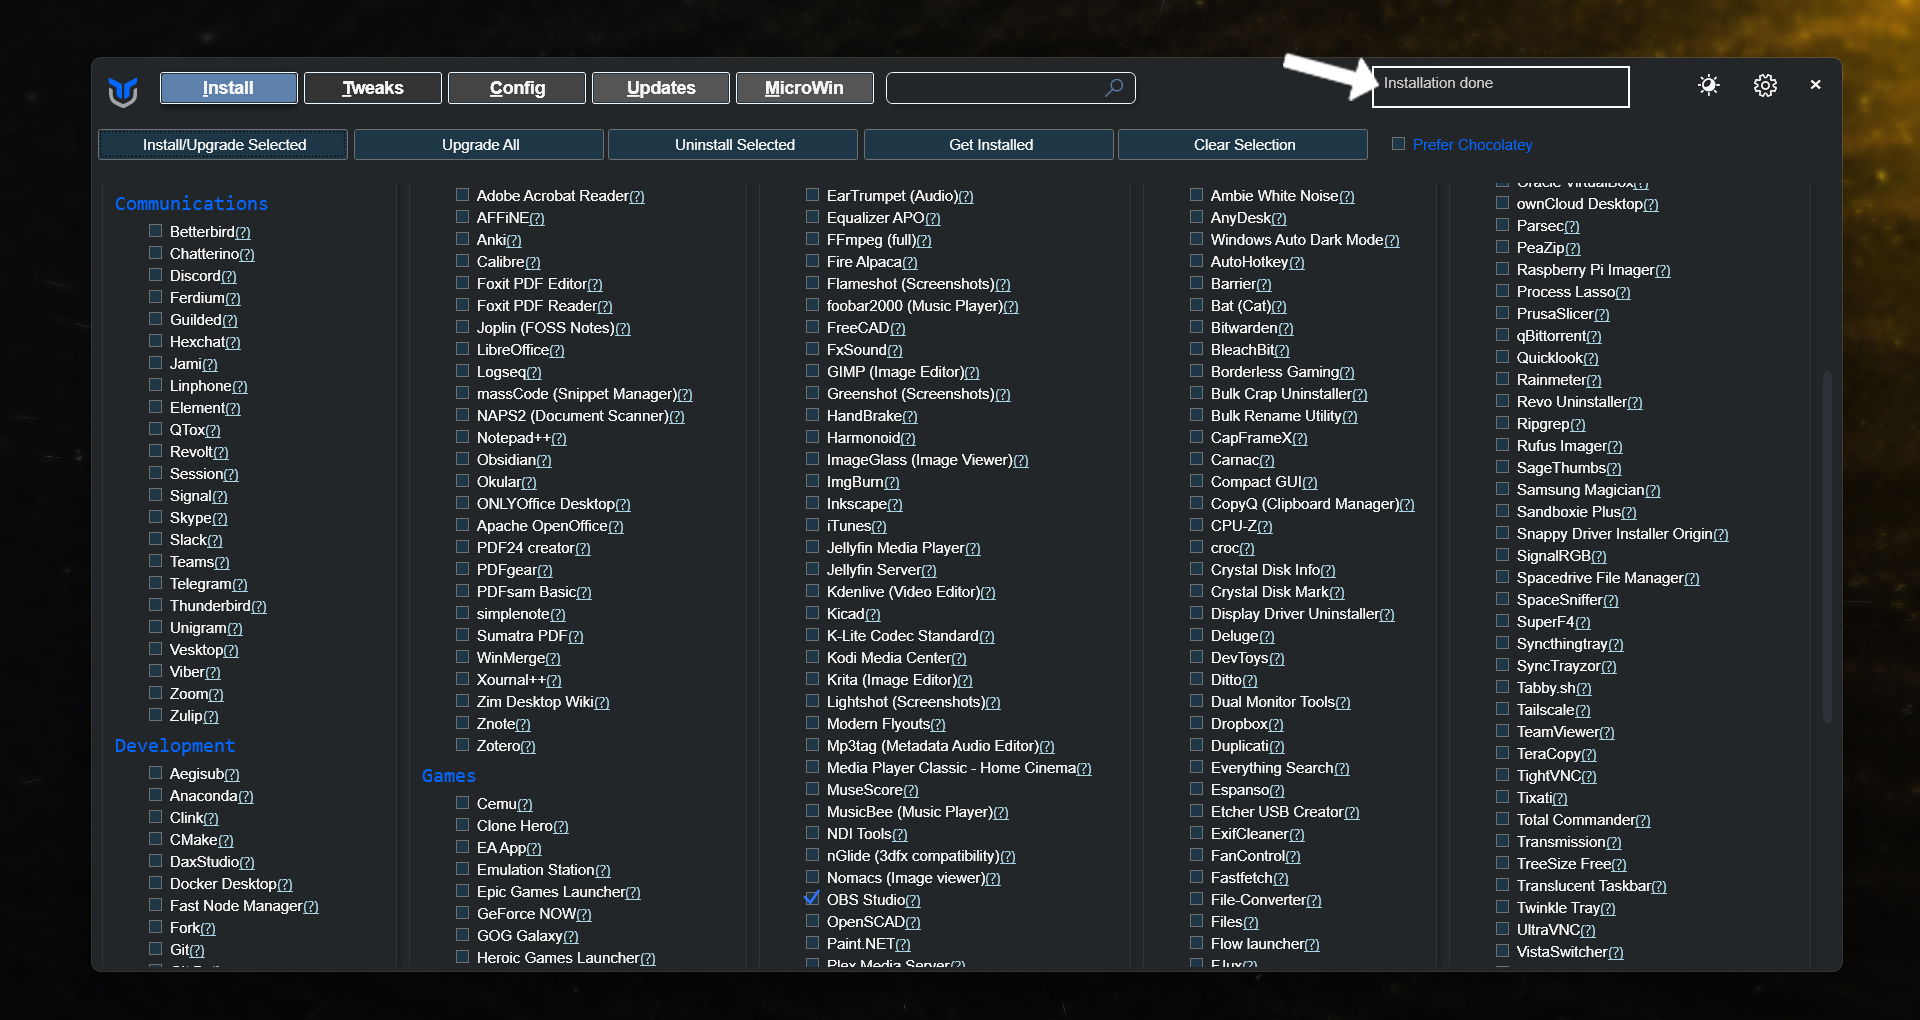 Install
Tweaks
Config
Updates
MicroWin
Installation done
Install/Upgrade Selected
Upgrade All
Uninstall Selected
Get Installed
Clear Selection
Prefer Chocolatey
Communications
Betterbird(?)
Chatterino(?)
Discord(?)
Ferdium(?)
Guilded(?)
Hexchat(?)
Jami(?)
Linphone(?)
Element(?)
QTox(?)
Revolt(?)
Session(?)
Signal(?)
Skype(?)
Slack(?)
Teams(?)
Telegram(?)
Thunderbird(?)
Unigram(?)
Vesktop(?)
Viber(?)
Zoom(?)
Zulip(?)
Development
Aegisub(?)
Anaconda(?)
Clink(?)
CMake(?)
DaxStudio(?)
Docker Desktop(?)
Fast Node Manager(?)
Fork(?)
Git(?)
Adobe Acrobat Reader(?)
AFFiNE(?)
Anki(?)
Calibre(?)
Foxit PDF Editor(?)
Foxit PDF Reader(?)
Joplin (FOSS Notes)(?)
LibreOffice(?)
Logseq(?)
massCode (Snippet Manager)(?)
NAPS2 (Document Scanner)(?)
Notepad++(?)
Obsidian(?)
Okular(?)
ONLYOffice Desktop(?)
Apache OpenOffice(?)
PDF24 creator(?)
PDFgear(?)
PDFsam Basic(?)
simplenote(?)
Sumatra PDF(?)
WinMerge(?)
Xournal++(?)
Zim Desktop Wiki(?)
Znote(?)
Zotero(?)
Games
Cemu(?)
Clone Hero(?)
EA App(?)
Emulation Station(?)
Epic Games Launcher(?)
GeForce NOW(?)
GOG Galaxy(?)
Heroic Games Launcher(?)
EarTrumpet (Audio)(?)
Equalizer APO(?)
FFmpeg (full)(?)
Fire Alpaca(?)
Flameshot (Screenshots)(?)
foobar2000 (Music Player)(?)
FreeCAD(?)
FxSound(?)
GIMP (Image Editor)(?)
Greenshot (Screenshots)(?)
HandBrake(?)
Harmonoid(?)
ImageGlass (Image Viewer)(?)
ImgBurn(?)
Inkscape(?)
iTunes(?)
Jellyfin Media Player(?)
Jellyfin Server(?)
Kdenlive (Video Editor)(?)
Kicad(?)
K-Lite Codec Standard(?)
Kodi Media Center(?)
Krita (Image Editor)(?)
Lightshot (Screenshots)(?)
Modern Flyouts(?)
Mp3tag (Metadata Audio Editor)(?)
Media Player Classic - Home Cinema(?)
MuseScore(?)
MusicBee (Music Player)(?)
NDI Tools(?)
nGlide (3dfx compatibility)(?)
Nomacs (Image viewer)(?)
OBS Studio(?)
OpenSCAD(?)
Paint.NET(?)
Plex Media Server(?)
Ambie White Noise(?)
AnyDesk(?)
Windows Auto Dark Mode(?)
AutoHotkey(?)
Barrier(?)
Bat (Cat)(?)
Bitwarden(?)
BleachBit(?)
Borderless Gaming(?)
Bulk Crap Uninstaller(?)
Bulk Rename Utility(?)
CapFrameX(?)
Carnac(?)
Compact GUI(?)
CopyQ (Clipboard Manager)(?)
CPU-Z(?)
croc(?)
Crystal Disk Info(?)
Crystal Disk Mark(?)
Display Driver Uninstaller(?)
Deluge(?)
DevToys(?)
Ditto(?)
Dual Monitor Tools(?)
Dropbox(?)
Duplicati(?)
Everything Search(?)
Espanso(?)
Etcher USB Creator(?)
ExifCleaner(?)
FanControl(?)
Fastfetch(?)
File-Converter(?)
Files(?)
Flow launcher(?)
F.lux(?)
Oracle VirtualBox(?)
ownCloud Desktop(?)
Parsec(?)
PeaZip(?)
Raspberry Pi Imager(?)
Process Lasso(?)
PrusaSlicer(?)
qBittorrent(?)
Quicklook(?)
Rainmeter(?)
Revo Uninstaller(?)
Ripgrep(?)
Rufus Imager(?)
SageThumbs(?)
Samsung Magician(?)
Sandboxie Plus(?)
Snappy Driver Installer Origin(?)
SignalRGB(?)
Spacedrive File Manager(?)
SpaceSniffer(?)
SuperF4(?)
Syncthingtray(?)
SyncTrayzor(?)
Tabby.sh(?)
Tailscale(?)
TeamViewer(?)
TeraCopy(?)
TightVNC(?)
Tixati(?)
Total Commander(?)
Transmission(?)
TreeSize Free(?)
Translucent Taskbar(?)
Twinkle Tray(?)
UltraVNC(?)
VistaSwitcher(?)